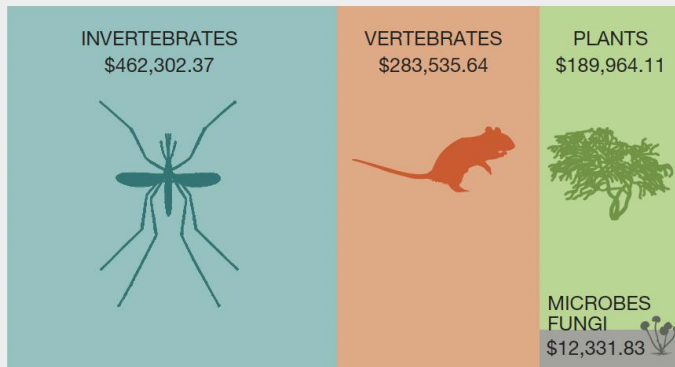 INVERTEBRATES
$462,302.37
VERTEBRATES
$283,535.64
PLANTS
$189,964.11
MICROBES
FUNGI
$12,331.83